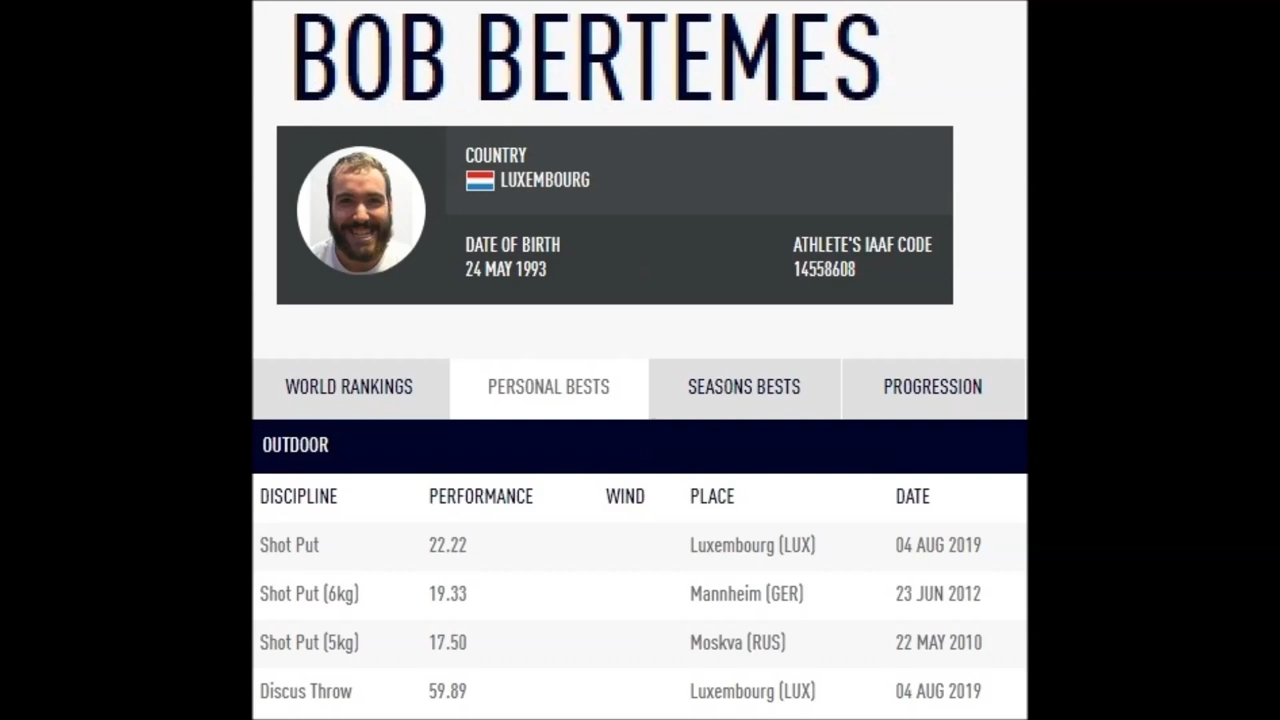 BOB BERTEMES
COUNTRY
LUXEMBOURG
DATE OF BIRTH
24 MAY 1993
ATHLETE'S IAAF CODE
14558608
WORLD RANKINGS PERSONAL BESTS SEASONS BESTS PROGRESSION
OUTDOOR
DISCIPLINE PERFORMANCE WIND PLACE DATE
Shot Put 22.22 Luxembourg (LUX) 04 AUG 2019
Shot Put (6kg) 19.33 Mannheim (GER) 23 JUN 2012
Shot Put (5kg) 17.50 Moskva (RUS) 22 MAY 2010
Discus Throw 59.89 Luxembourg (LUX) 04 AUG 2019